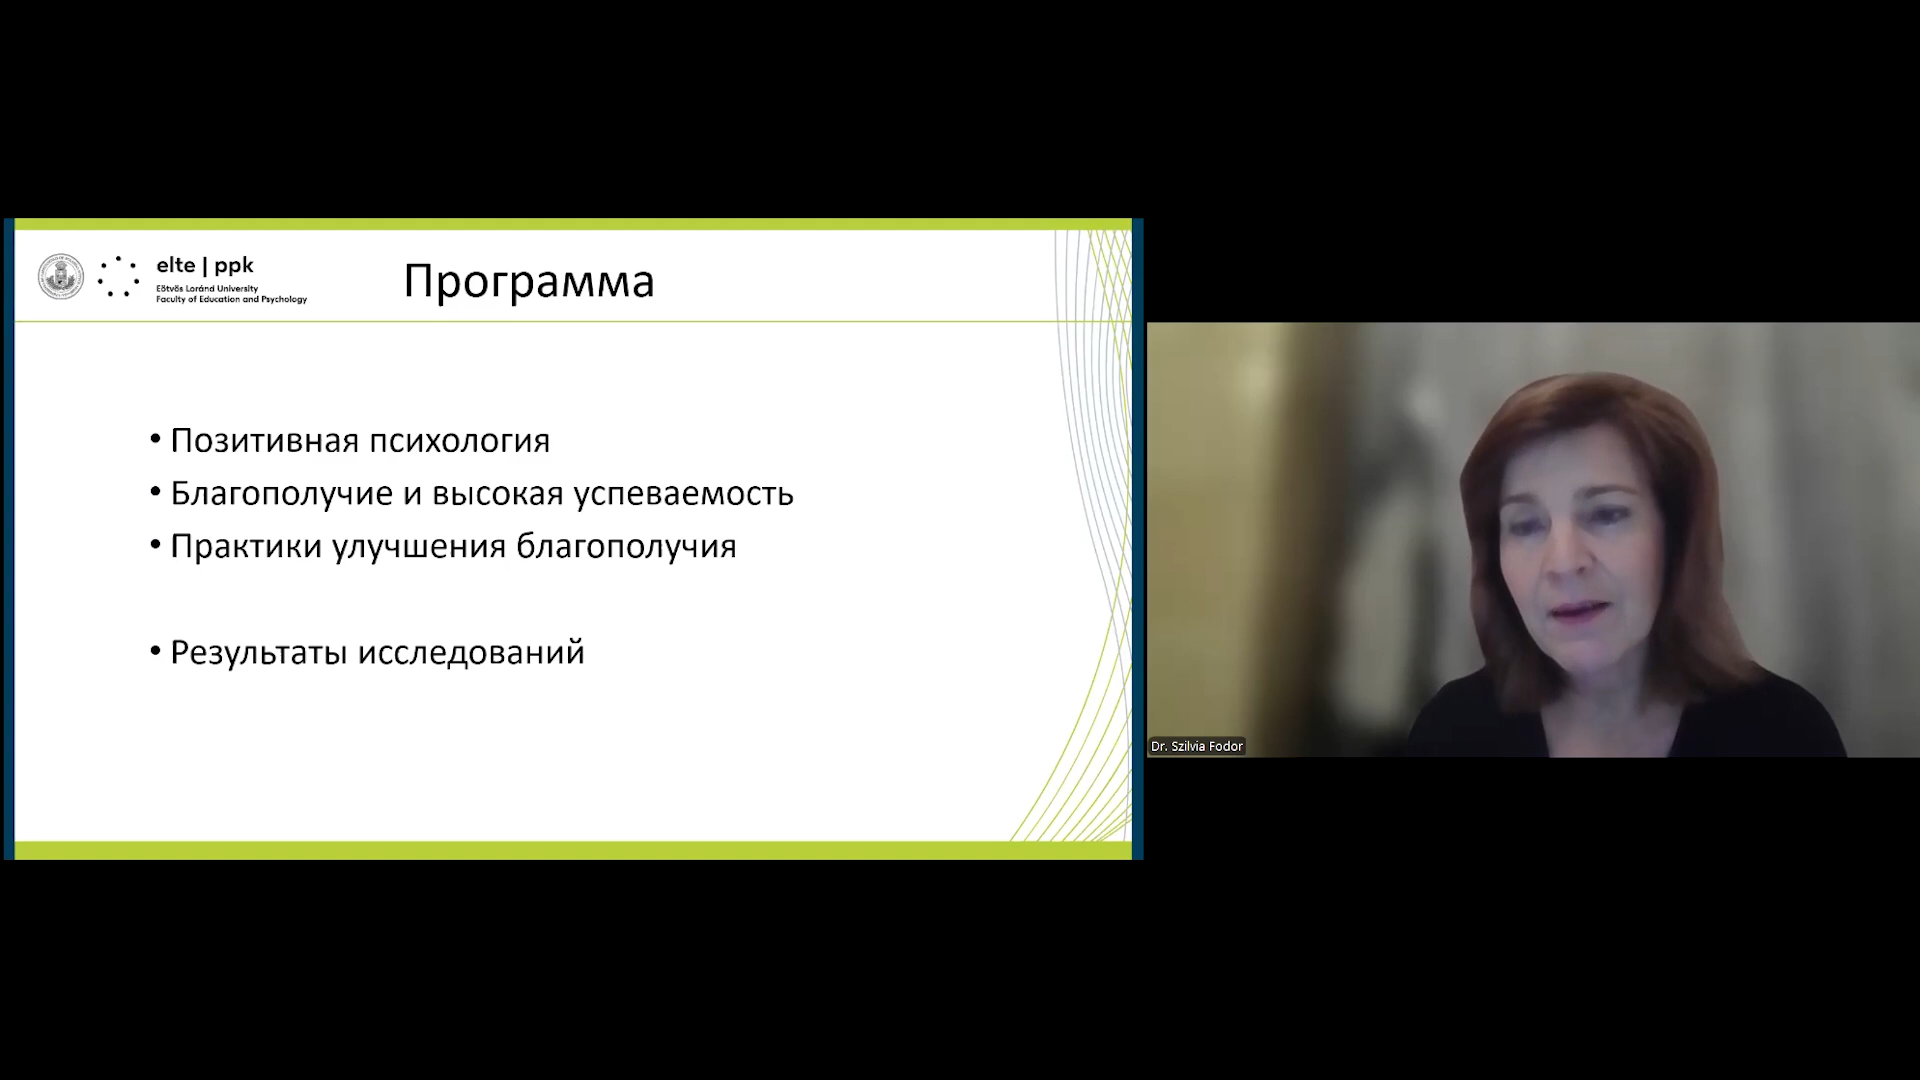 elte | ppk
Eötvös Loránd University
Faculty of Education and Psychology
Программа
• Позитивная психология
• Благополучие и высокая успеваемость
• Практики улучшения благополучия
• Результаты исследований
Dr. Szilvia Fodor